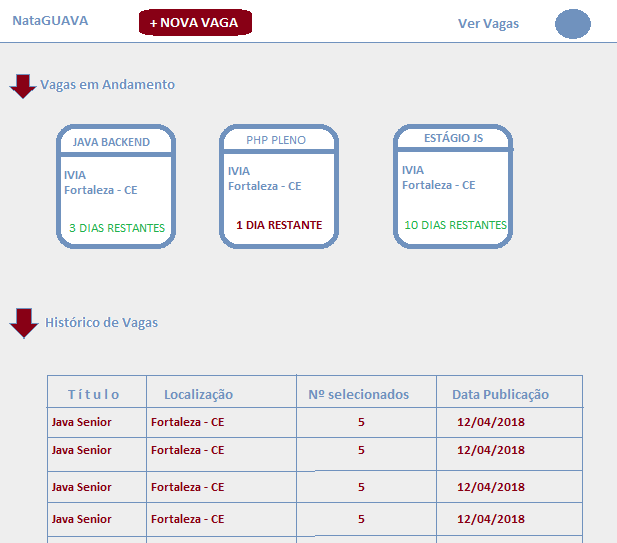 NataGUAVA
+ NOVA VAGA
Ver Vagas
Vagas em Andamento
JAVA BACKEND
IVIA
Fortaleza - CE
3 DIAS RESTANTES
PHP PLENO
IVIA
Fortaleza - CE
1 DIA RESTANTE
ESTÁGIO JS
IVIA
Fortaleza - CE
10 DIAS RESTANTES
Histórico de Vagas
Título Localização Nº selecionados Data Publicação
Java Senior Fortaleza - CE 5 12/04/2018
Java Senior Fortaleza - CE 5 12/04/2018
Java Senior Fortaleza - CE 5 12/04/2018
Java Senior Fortaleza - CE 5 12/04/2018